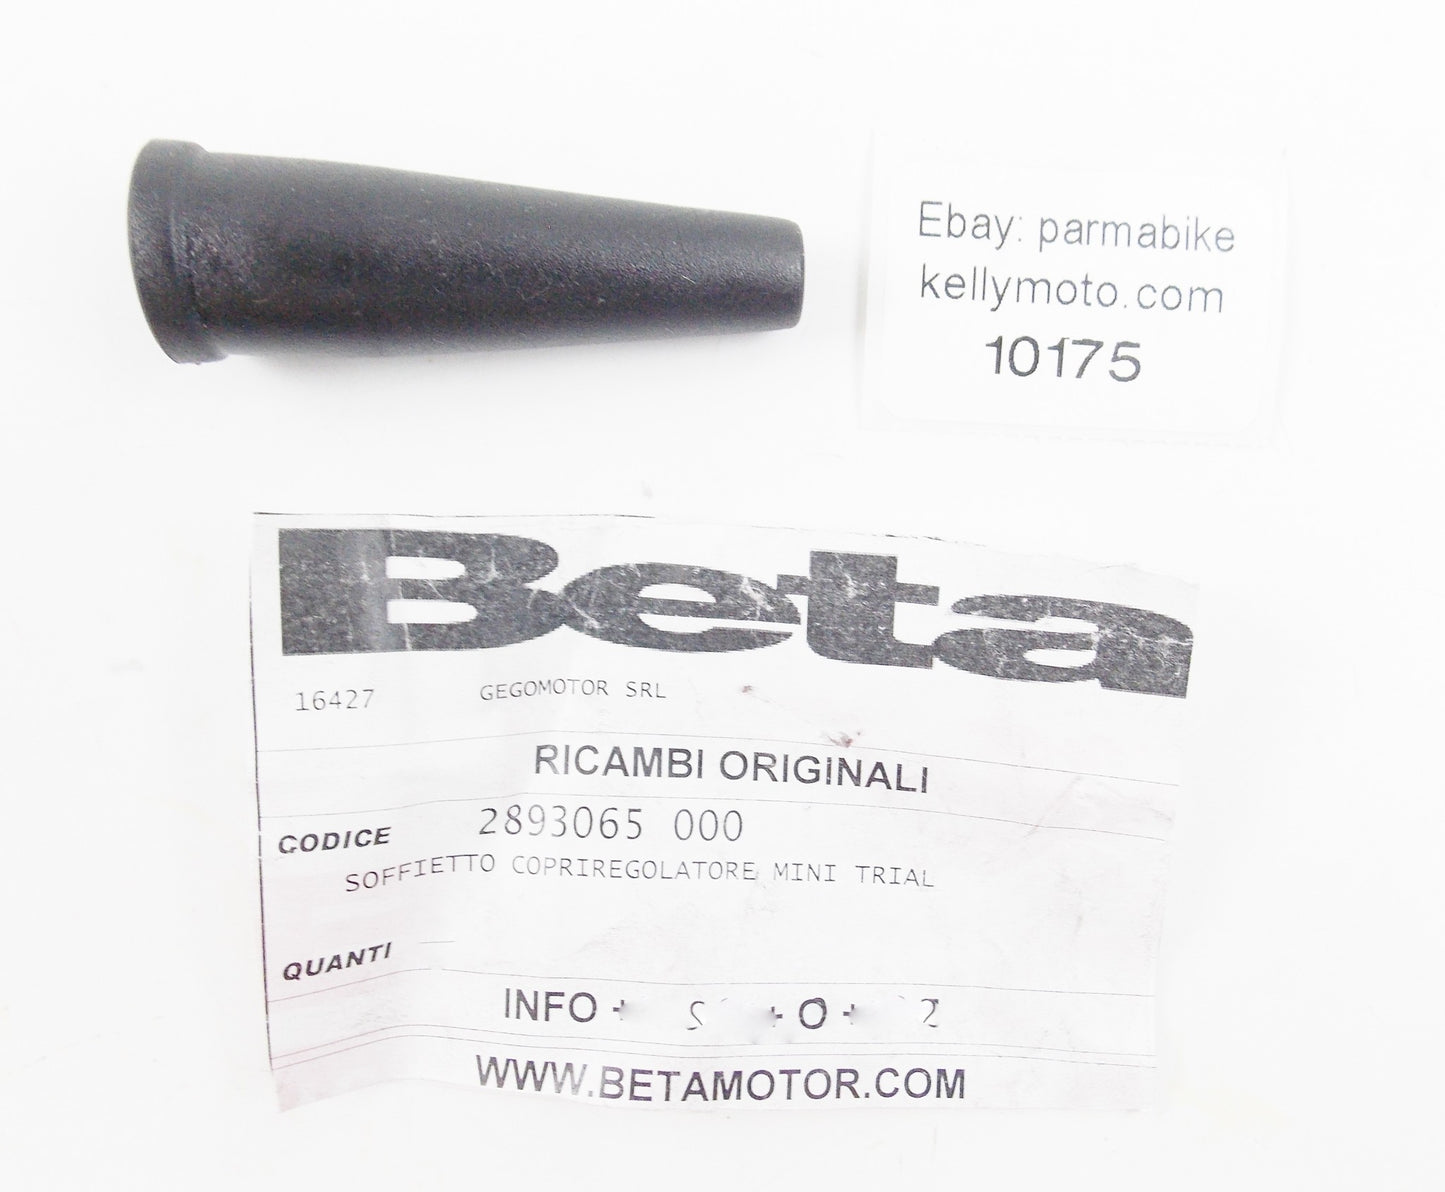 Ebay: parmabike
kellymoto.com
10175
Beta
16427 GEGOMOTOR SRL
RICAMBI ORIGINALI
CODICE 2893065 000
SOFFIETTO COPRIREGOLATORE MINI TRIAL
QUANTI
INFO
WWW.BETAMOTOR.COM